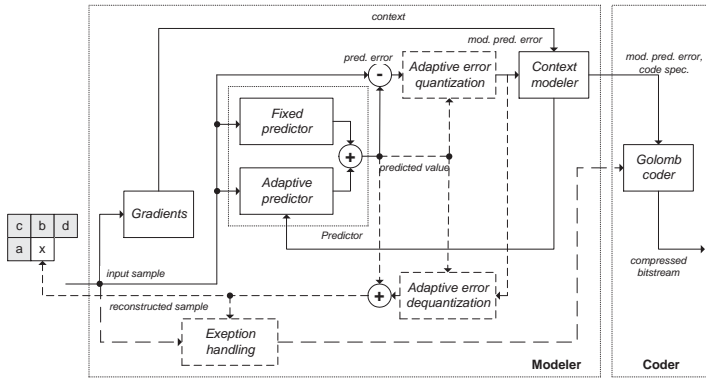 context
mod. pred. error
pred. error
Adaptive error
quantization
Context
modeler
mod. pred. error,
code spec.
Fixed
predictor
-
+
predicted value
Adaptive
predictor
Golomb
coder
Gradients
c b d
a x
Predictor
input sample
compressed
bitstream
reconstructed sample
+
Adaptive error
dequantization
Exeption
handling
Modeler
Coder